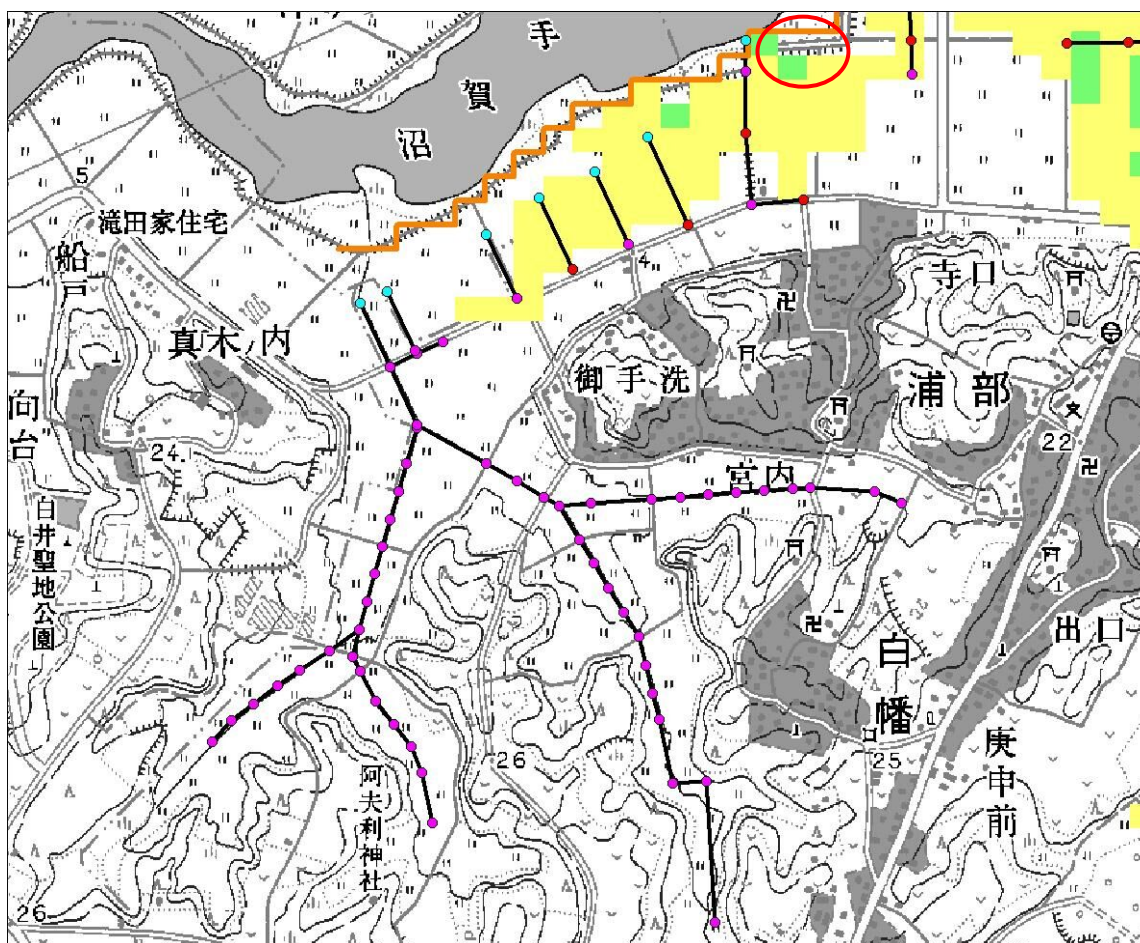 手賀沼
5
滝田家住宅
船戸
真木内
4
寺口
御手洗
浦部
向台
24
22
宮内
白井聖地公園
出口
白幡
26
25
庚申前
阿夫利神社
26